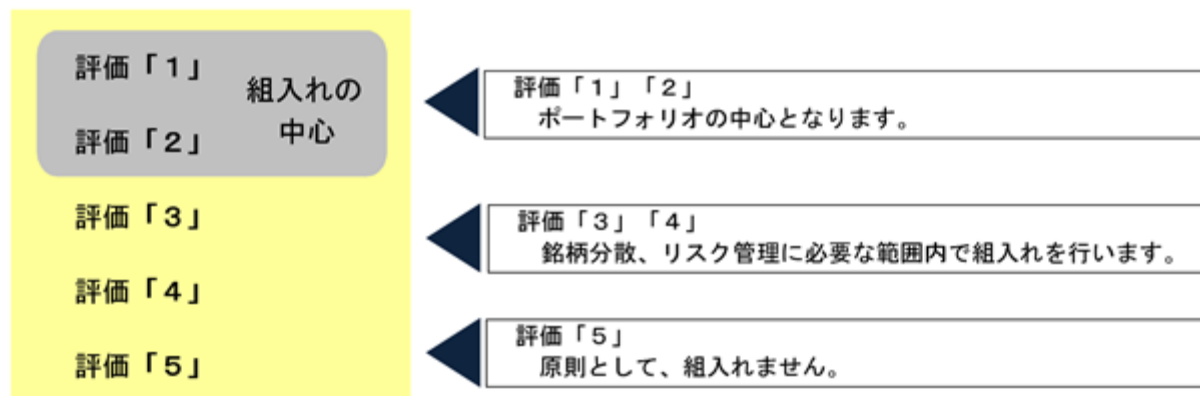 評価「１」
評価「２」
組入れの
中心
評価「３」
評価「４」
評価「５」
評価「１」「２」
ポートフォリオの中心となります。
評価「３」「４」
銘柄分散、リスク管理に必要な範囲内で組入れを行います。
評価「５」
原則として、組入れません。